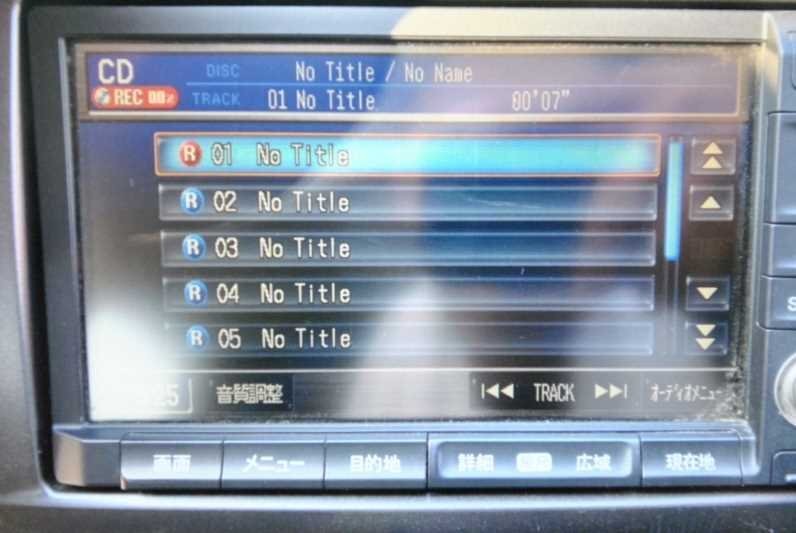 CD
DISC No Title / No Name
REC 00%
TRACK 01 No Title 00'07"
R 01 No Title
R 02 No Title
R 03 No Title
R 04 No Title
R 05 No Title
25 音質調整 TRACK オーディオメニュー
画面 メニュー 目的地 詳細 広域 現在地